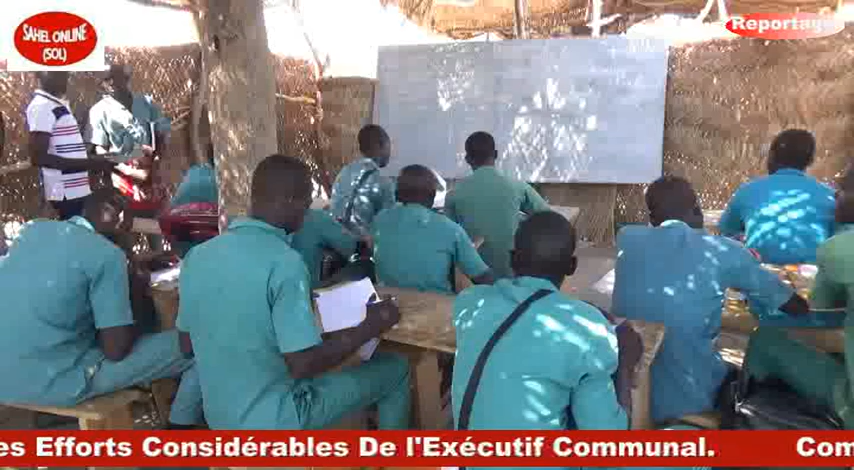 SAHEL ONLINE
(SOL)
Reportage
es Efforts Considérables De l'Exécutif Communal. Com